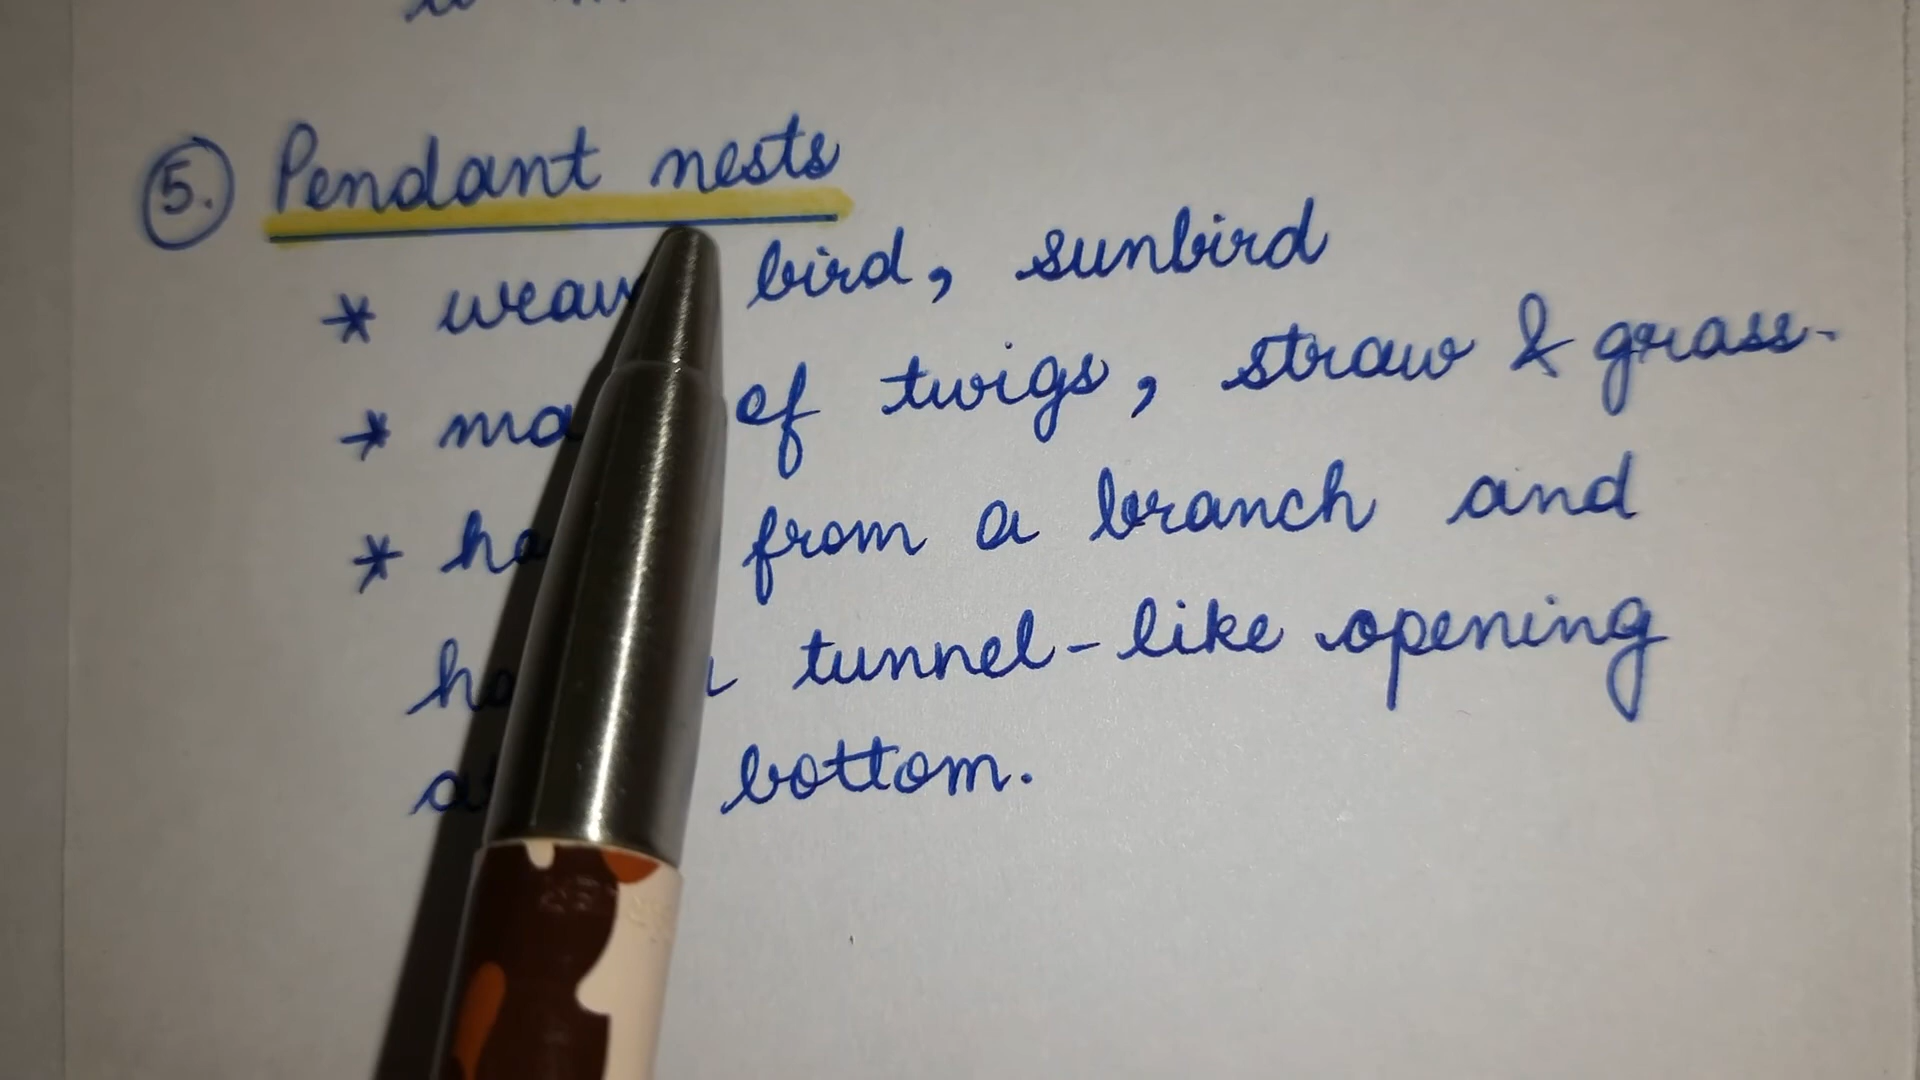 5. Pendant nests
* bird, sunbird
* of twigs, straw & grass.
* from a branch and
tunnel-like opening
bottom.